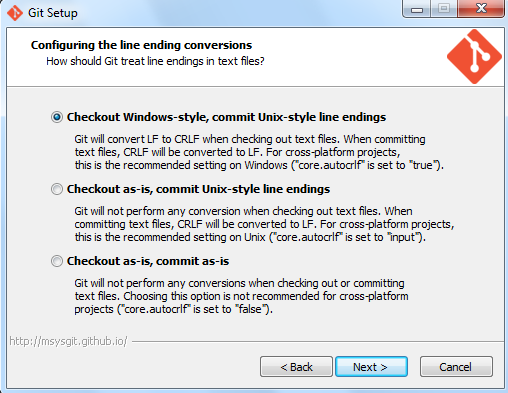 Git Setup
Configuring the line ending conversions
How should Git treat line endings in text files?
Checkout Windows-style, commit Unix-style line endings
Git will convert LF to CRLF when checking out text files. When committing
text files, CRLF will be converted to LF. For cross-platform projects,
this is the recommended setting on Windows ("core.autocrlf" is set to "true").
Checkout as-is, commit Unix-style line endings
Git will not perform any conversion when checking out text files. When
committing text files, CRLF will be converted to LF. For cross-platform projects,
this is the recommended setting on Unix ("core.autocrlf" is set to "input").
Checkout as-is, commit as-is
Git will not perform any conversions when checking out or committing
text files. Choosing this option is not recommended for cross-platform
projects ("core.autocrlf" is set to "false").
http://msysgit.github.io/
< Back
Next >
Cancel